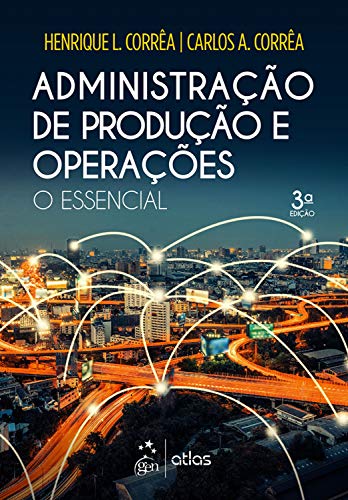 HENRIQUE L. CORRÊA | CARLOS A. CORRÊA
ADMINISTRAÇÃO
DE PRODUÇÃO E
OPERAÇÕES
O ESSENCIAL
3ª
EDIÇÃO
gen | atlas